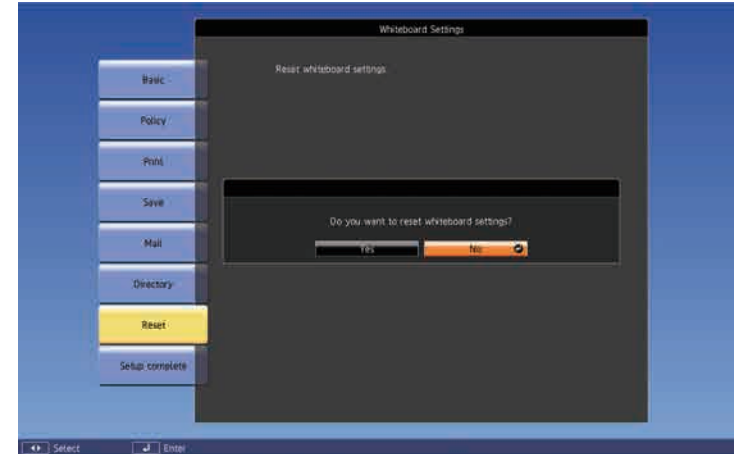 Whiteboard Settings
Basic
Policy
Print
Save
Mail
Directory
Reset
Setup complete
Reset whiteboard settings
Do you want to reset whiteboard settings?
Yes
No
Select
Enter